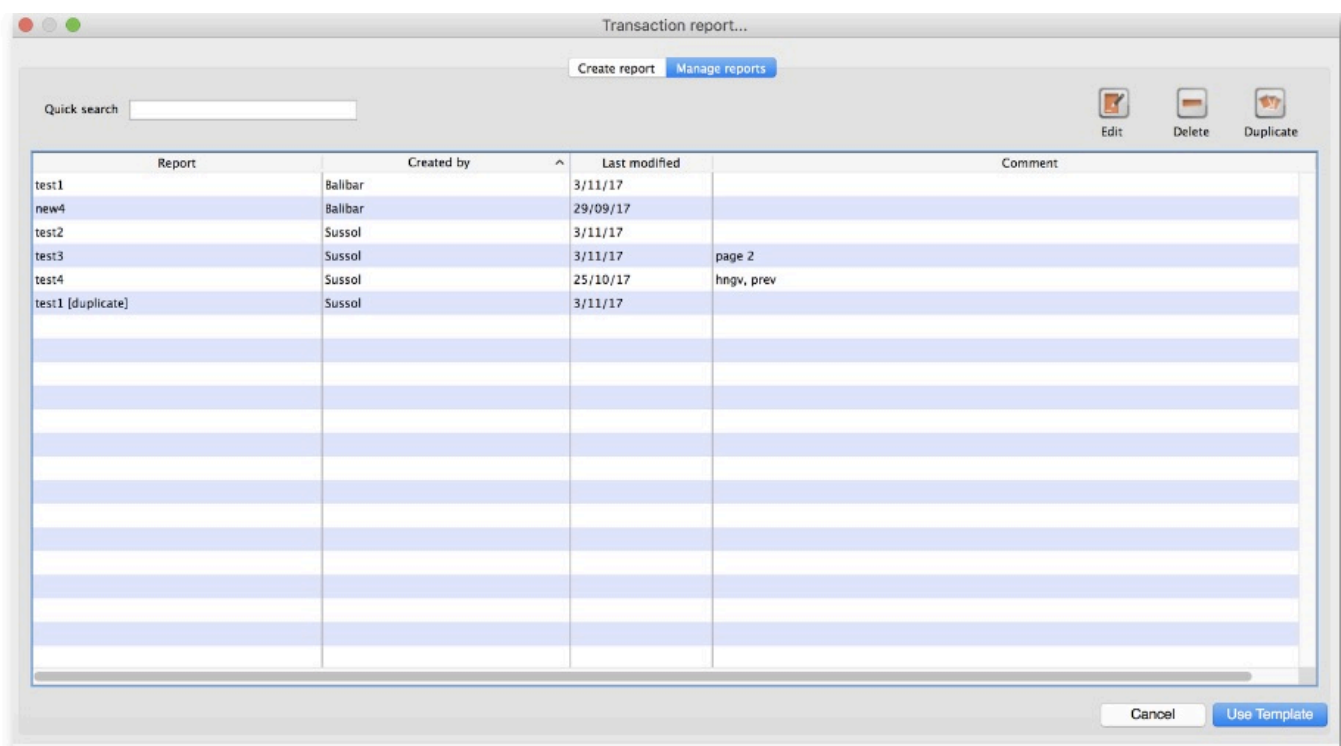 Transaction report...
Create report Manage reports
Quick search
Edit Delete Duplicate
Report Created by Last modified Comment
test1 Balibar 3/11/17
new4 Balibar 29/09/17
test2 Sussol 3/11/17
test3 Sussol 3/11/17 page 2
test4 Sussol 25/10/17 hngv, prev
test1 [duplicate] Sussol 3/11/17
Cancel Use Template